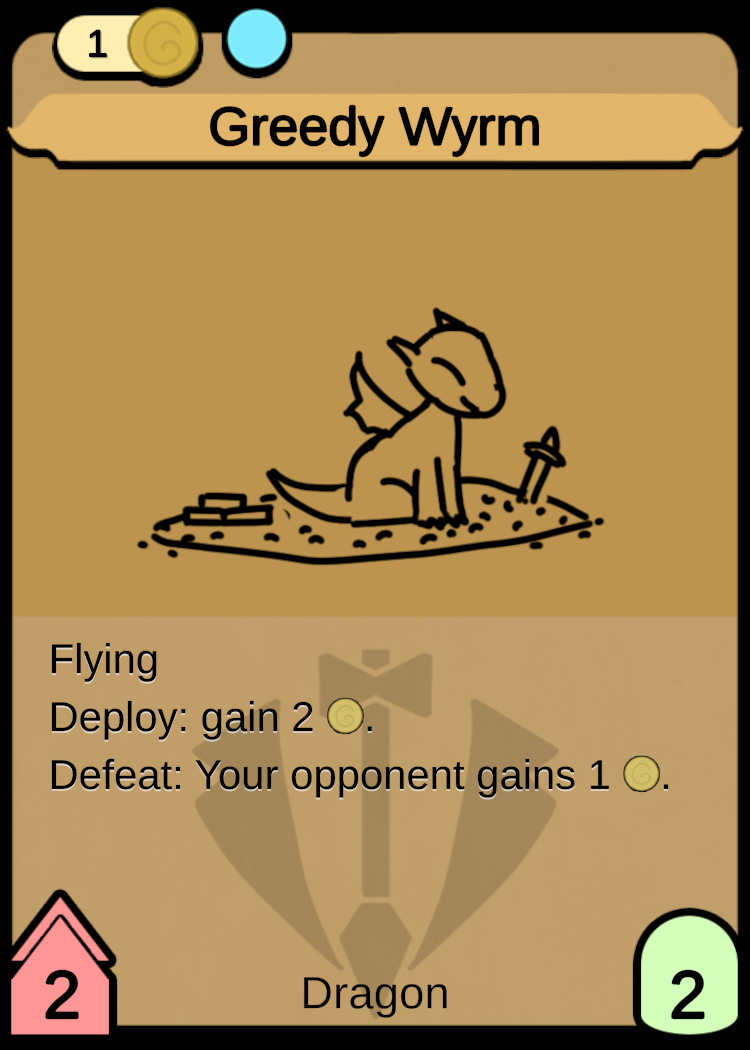 1
Greedy Wyrm
Flying
Deploy: gain 2 .
Defeat: Your opponent gains 1 .
2
Dragon
2